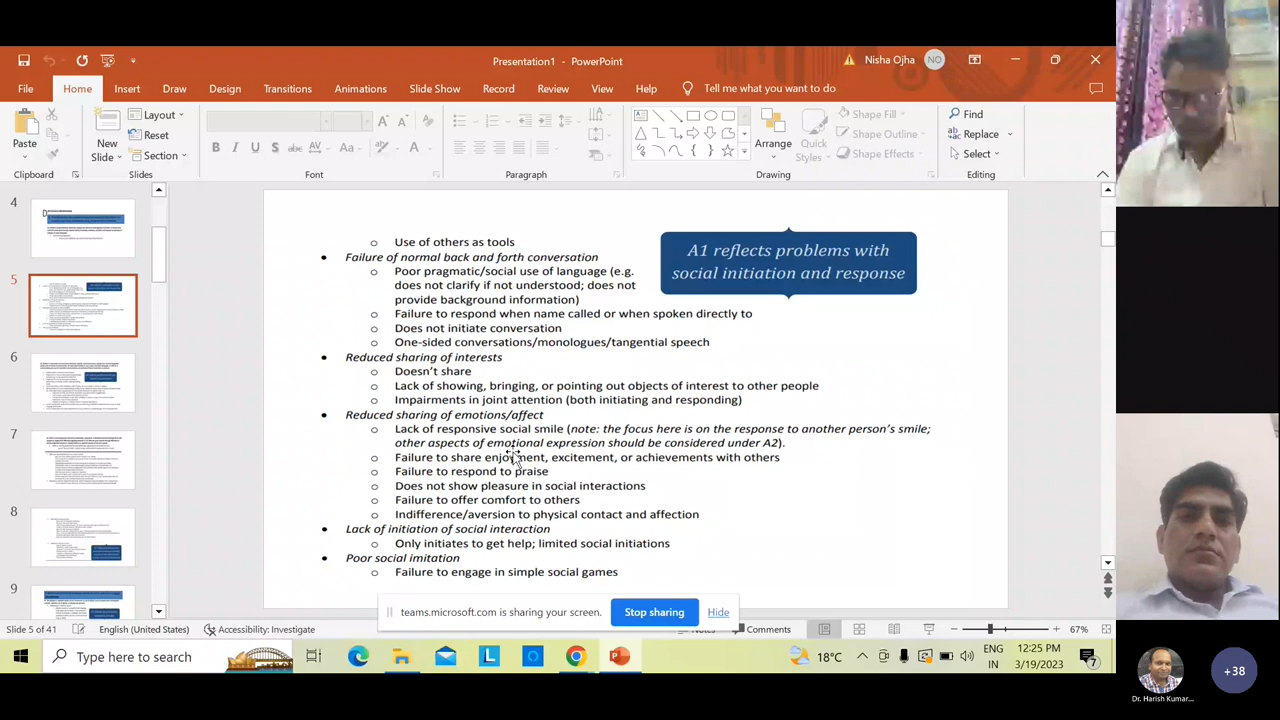 Presentation1 - PowerPoint
Nisha Ojha
NO
File
Home
Insert
Draw
Design
Transitions
Animations
Slide Show
Record
Review
View
Help
Tell me what you want to do
Paste
New
Slide
Layout
Reset
Section
Arrange
Quick
Styles
Shape Fill
Shape Outline
Shape Effects
Find
Replace
Select
Clipboard
Slides
Font
Paragraph
Drawing
Editing
4
5
6
7
8
9
o Use of others as tools
• Failure of normal back and forth conversation
o Poor pragmatic/social use of language (e.g.
does not clarify if not understood; does not
provide background information)
o Failure to respond when name called or when spoken directly to
o Does not initiate conversation
o One-sided conversations/monologues/tangential speech
• Reduced sharing of interests
o Doesn't share
o Lack of showing, bringing, or pointing out objects of interest to other people
o Impairments in joint attention (both initiating and responding)
• Reduced sharing of emotions/affect
o Lack of responsive social smile (note: the focus here is on the response to another person's smile;
other aspects of emotional expression should be considered under A2).
o Failure to share enjoyment, excitement, or achievements with others
o Failure to respond to praise
o Does not show pleasure in social interactions
o Failure to offer comfort to others
o Indifference/aversion to physical contact and affection
• Lack of initiation of social interaction
o Only initiates to get help; limited social initiations
• Poor social imitation
o Failure to engage in simple social games
A1 reflects problems with
social initiation and response
teams.microsoft.com is sharing your screen.
Stop sharing
Hide
Slide 5 of 41
English (United States)
Accessibility: Investigate
Notes
Comments
67%
Type here to search
18°C
ENG
IN
12:25 PM
3/19/2023
7
Dr. Harish Kumar...
+38